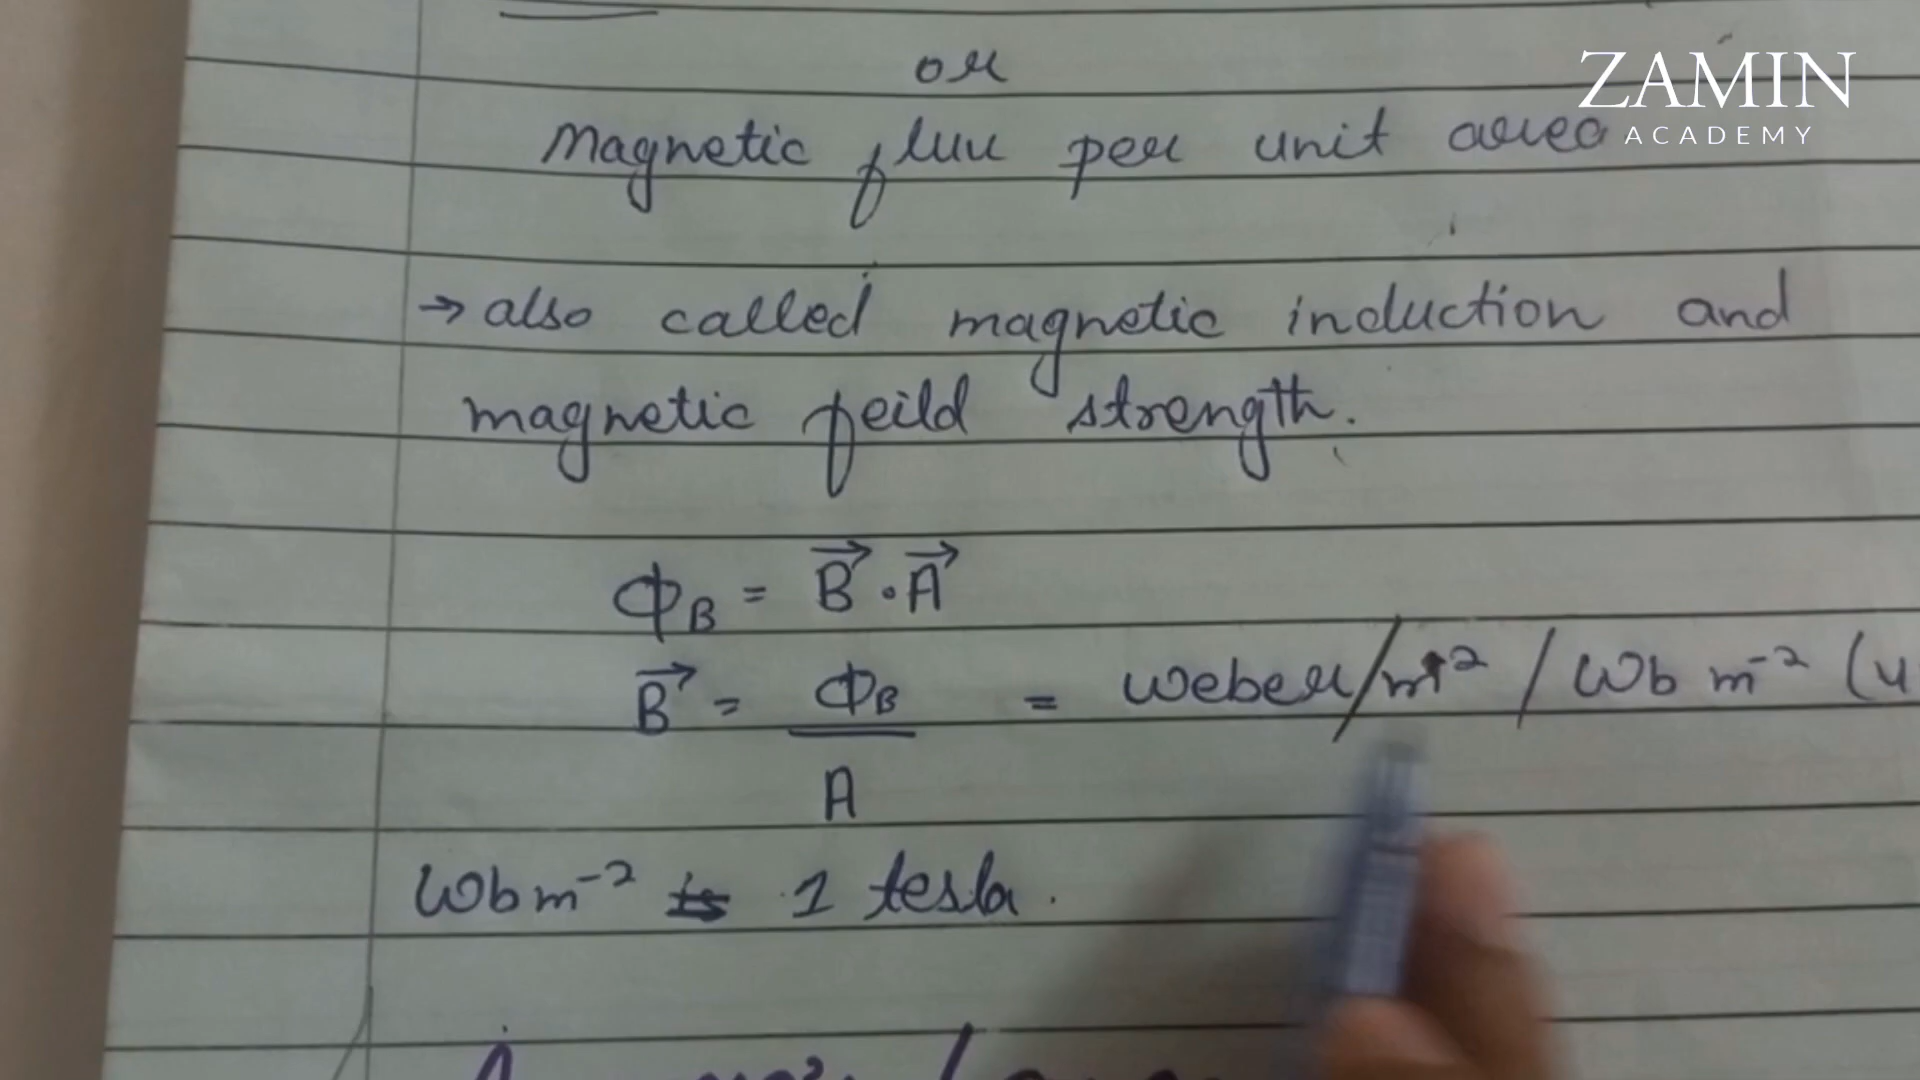 or
ZAMIN
ACADEMY
Magnetic flux per unit area
→ also called magnetic induction and
magnetic feild strength.
ΦB = B⃗ . A⃗
B⃗ = ΦB / A = weber/m² / Wb m⁻² (u
Wb m⁻² = 1 tesla.